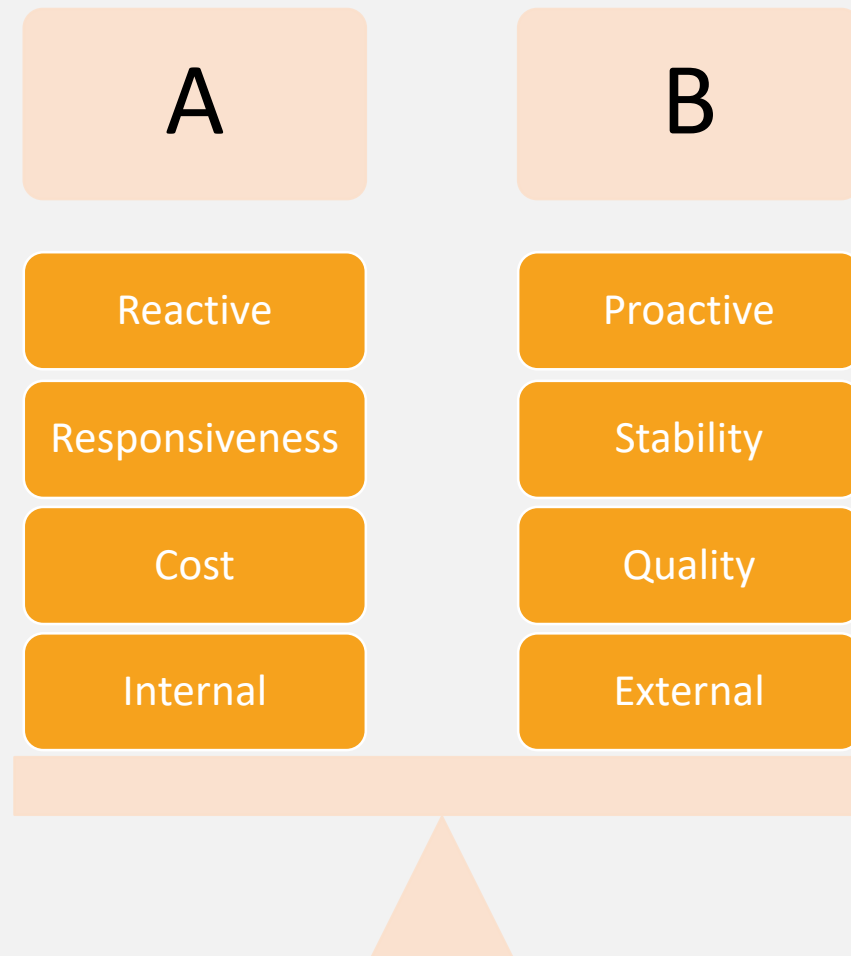 A
B
Reactive
Proactive
Responsiveness
Stability
Cost
Quality
Internal
External